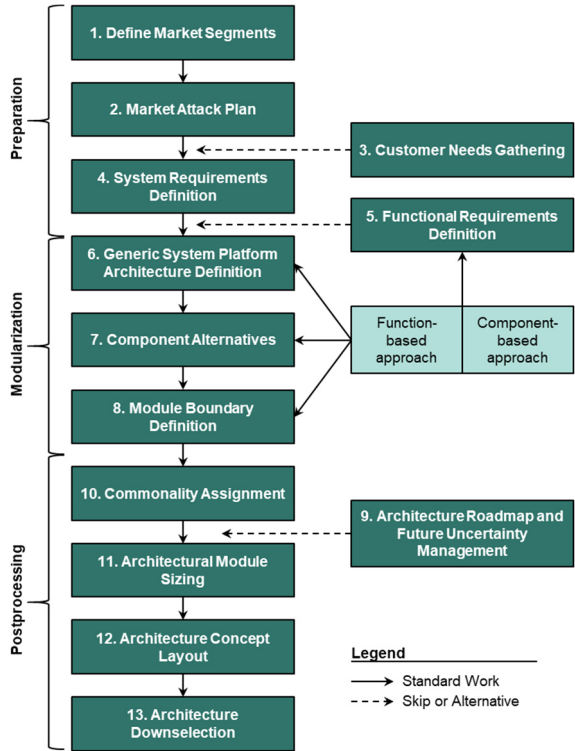 Preparation
1. Define Market Segments
2. Market Attack Plan
3. Customer Needs Gathering
4. System Requirements
Definition
5. Functional Requirements
Definition
Modularization
6. Generic System Platform
Architecture Definition
7. Component Alternatives
Function-
based
approach
Component-
based
approach
8. Module Boundary
Definition
Postprocessing
10. Commonality Assignment
9. Architecture Roadmap and
Future Uncertainty
Management
11. Architectural Module
Sizing
12. Architecture Concept
Layout
13. Architecture
Downselection
Legend
Standard Work
Skip or Alternative